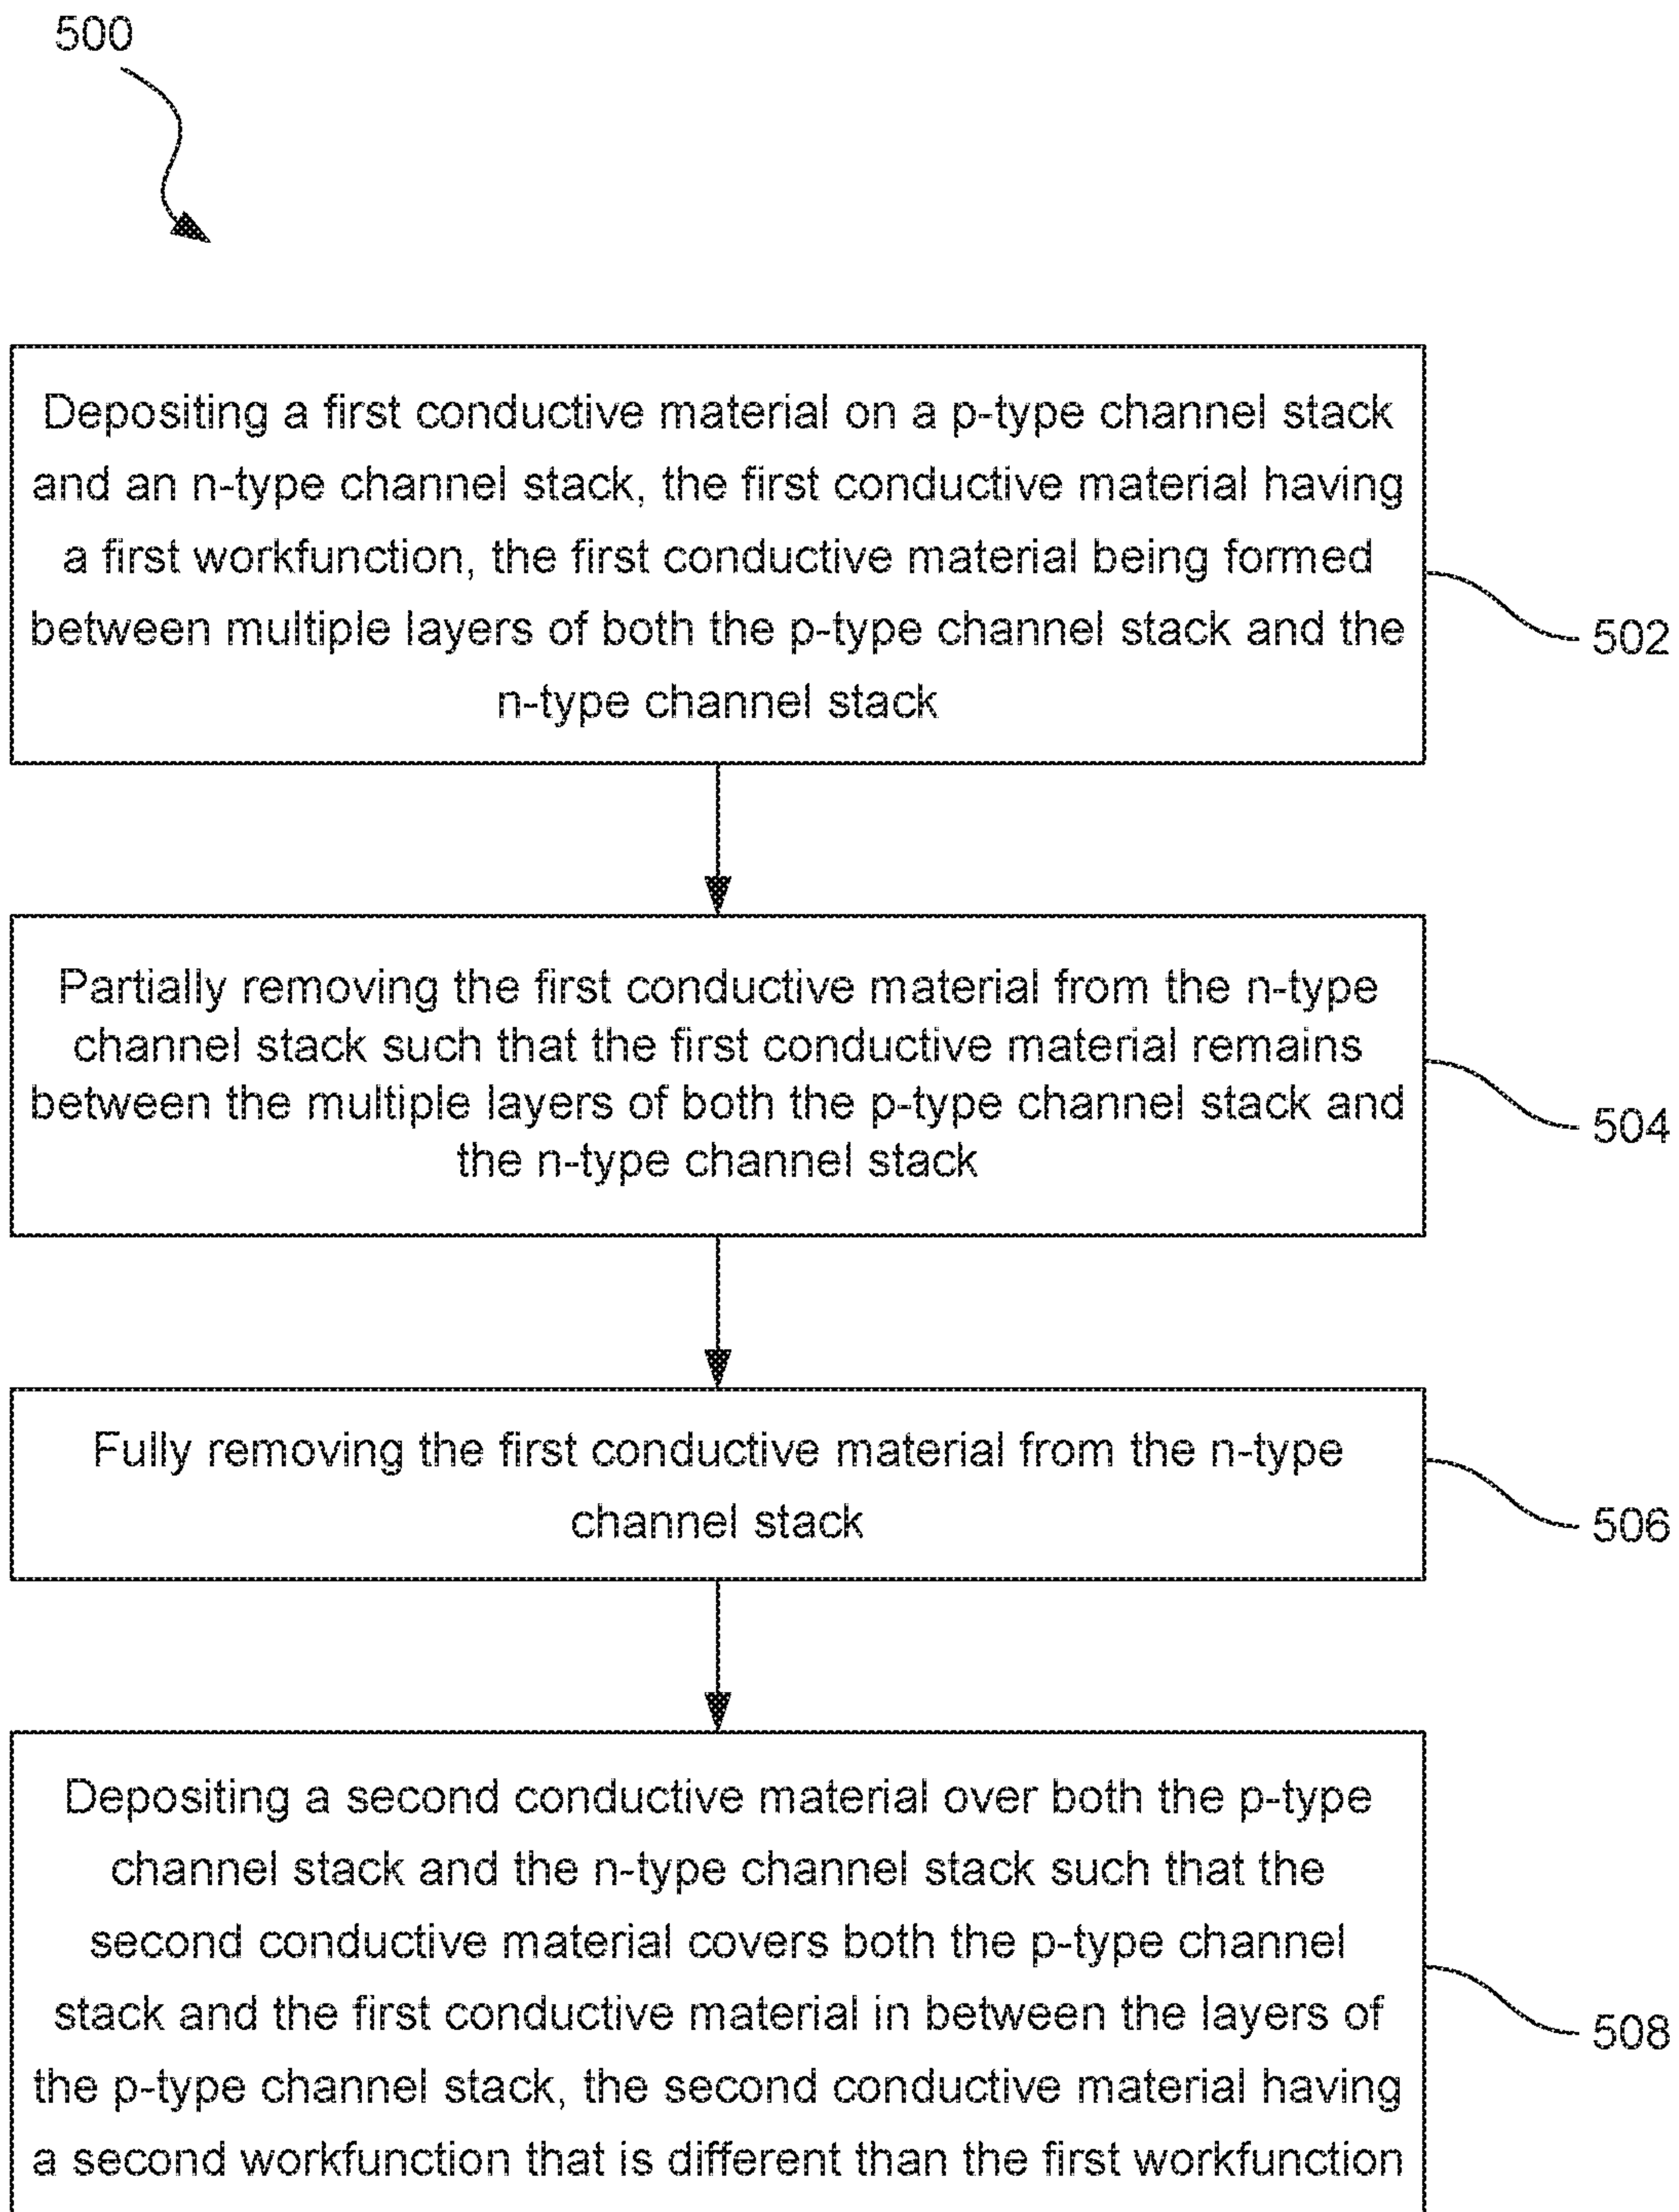 500
Depositing a first conductive material on a p-type channel stack
and an n-type channel stack, the first conductive material having
a first workfunction, the first conductive material being formed
between multiple layers of both the p-type channel stack and the
n-type channel stack
502
Partially removing the first conductive material from the n-type
channel stack such that the first conductive material remains
between the multiple layers of both the p-type channel stack and
the n-type channel stack
504
Fully removing the first conductive material from the n-type
channel stack
506
Depositing a second conductive material over both the p-type
channel stack and the n-type channel stack such that the
second conductive material covers both the p-type channel
stack and the first conductive material in between the layers of
the p-type channel stack, the second conductive material having
a second workfunction that is different than the first workfunction
508